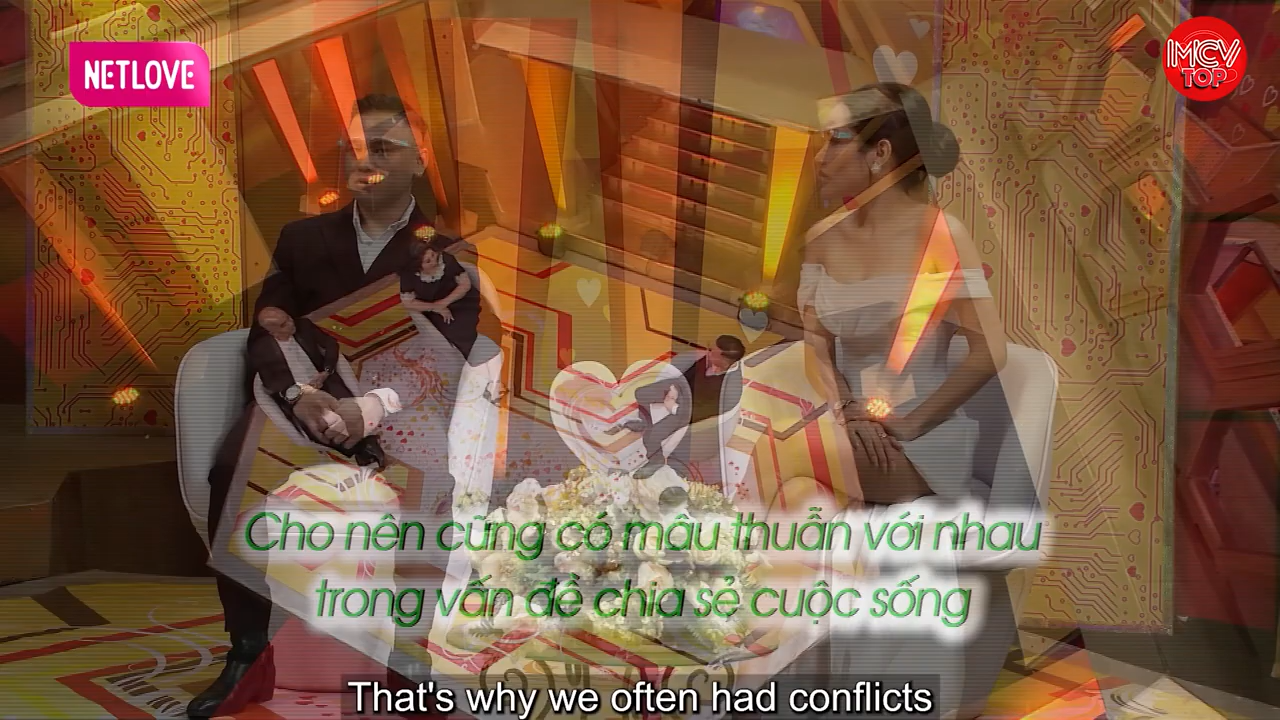 NETLOVE
MCV
TOP
Cho nên cũng có mâu thuẫn với nhau
trong vấn đề chia sẻ cuộc sống
That's why we often had conflicts